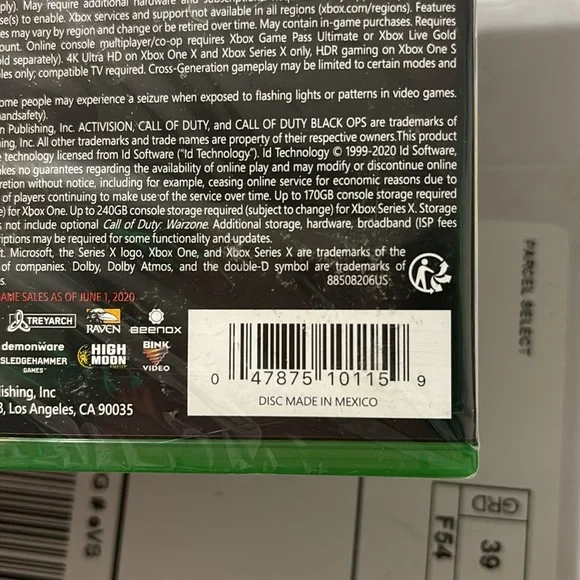 ply). May require additional hardware and subscription
se(s) to enable. Xbox services and support not available in all regions (xbox.com/regions). Features
es may vary by region and change or be retired over time. May contain in-game purchases. Requires
ount. Online console multiplayer/co-op requires Xbox Game Pass Ultimate or Xbox Live Gold
old separately). 4K Ultra HD on Xbox One X and Xbox Series X only, HDR gaming on Xbox One S
les only; compatible TV required. Cross-Generation gameplay may be limited to certain modes and
ome people may experience a seizure when exposed to flashing lights or patterns in video games.
handsafety).
n Publishing, Inc. ACTIVISION, CALL OF DUTY, and CALL OF DUTY BLACK OPS are trademarks of
ing, Inc. All other trademarks and trade names are property of their respective owners.This product
e technology licensed from Id Software ("Id Technology"). Id Technology © 1999-2020 Id Software,
akes no guarantees regarding the availability of online play and may modify or discontinue online
retion without notice, including for example, ceasing online service for economic reasons due to
of players continuing to make use of the service over time. Up to 170GB console storage required
e) for Xbox One. Up to 240GB console storage required (subject to change) for Xbox Series X. Storage
s not include optional Call of Duty: Warzone. Additional storage, hardware, broadband (ISP fees
iptions may be required for some functionality and updates.
t. Microsoft, the Series X logo, Xbox One, and Xbox Series X are trademarks of the
of companies. Dolby, Dolby Atmos, and the double-D symbol are trademarks of
s.
88508206US
AME SALES AS OF JUNE 1, 2020
TREYARCH RAVEN BEENOX
demonware
SLEDGEHAMMER GAMES
HIGH MOON
BINK VIDEO
lishing, Inc
3, Los Angeles, CA 90035
0 47875 10115 9
DISC MADE IN MEXICO
PARCEL SELECT
GRD
39
F54
G#•VS